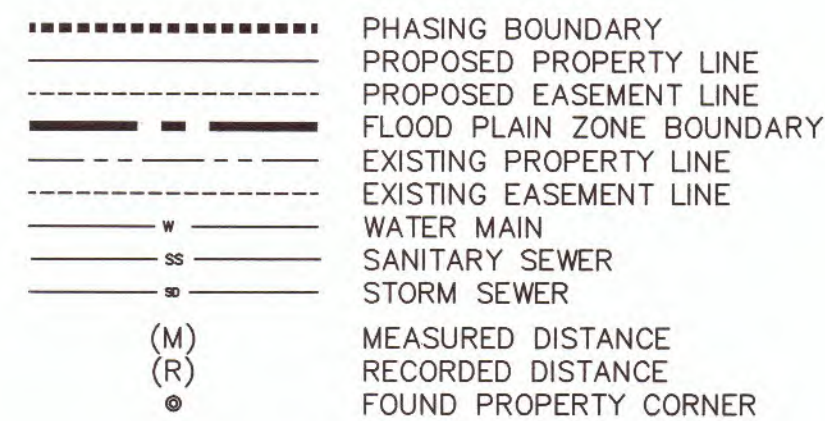 PHASING BOUNDARY
PROPOSED PROPERTY LINE
PROPOSED EASEMENT LINE
FLOOD PLAIN ZONE BOUNDARY
EXISTING PROPERTY LINE
EXISTING EASEMENT LINE
W WATER MAIN
SS SANITARY SEWER
SD STORM SEWER
(M) MEASURED DISTANCE
(R) RECORDED DISTANCE
FOUND PROPERTY CORNER